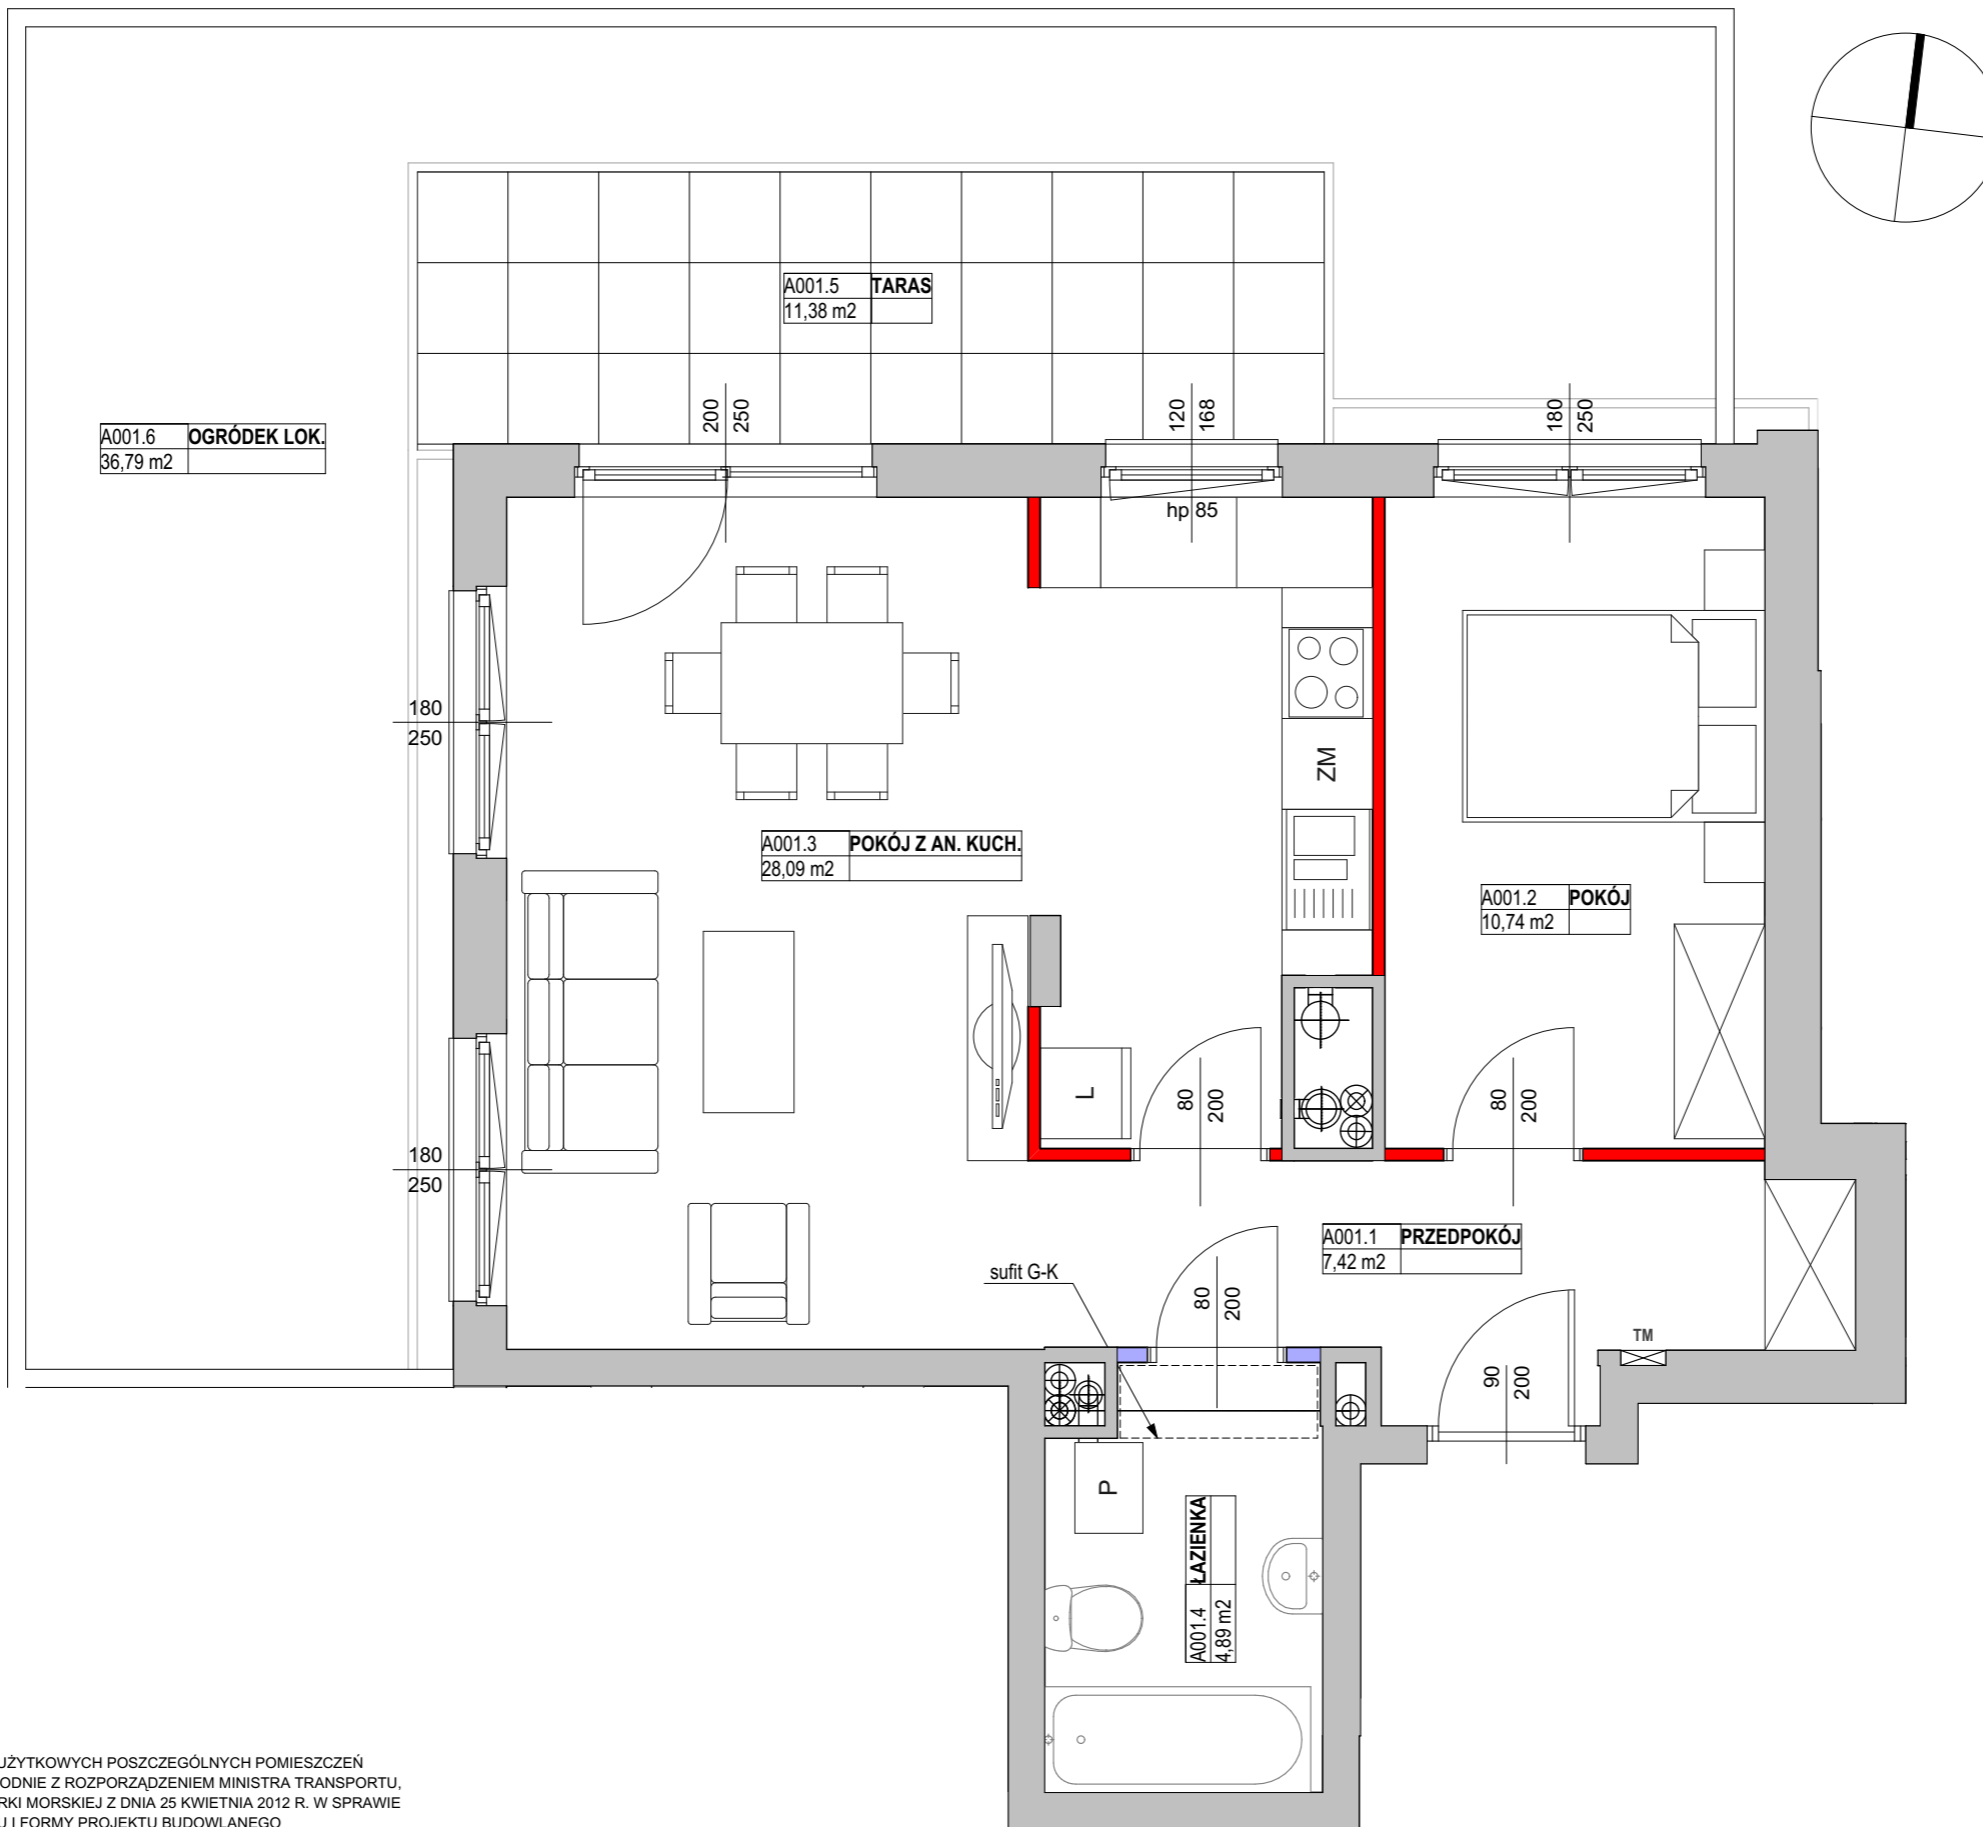 A001.5 TARAS
11,38 m2
A001.6 OGRÓDEK LOK.
36,79 m2
200
250
120
168
180
250
hp 85
180
250
ZM
A001.3 POKÓJ Z AN. KUCH.
28,09 m2
A001.2 POKÓJ
10,74 m2
L
80
200
80
200
180
250
A001.1 PRZEDPOKÓJ
7,42 m2
sufit G-K
80
200
TM
90
200
P
A001.4 ŁAZIENKA
4,89 m2
UŻYTKOWYCH POSZCZEGÓLNYCH POMIESZCZEŃ
ODNIE Z ROZPORZĄDZENIEM MINISTRA TRANSPORTU,
RKI MORSKIEJ Z DNIA 25 KWIETNIA 2012 R. W SPRAWIE
U I FORMY PROJEKTU BUDOWLANEGO